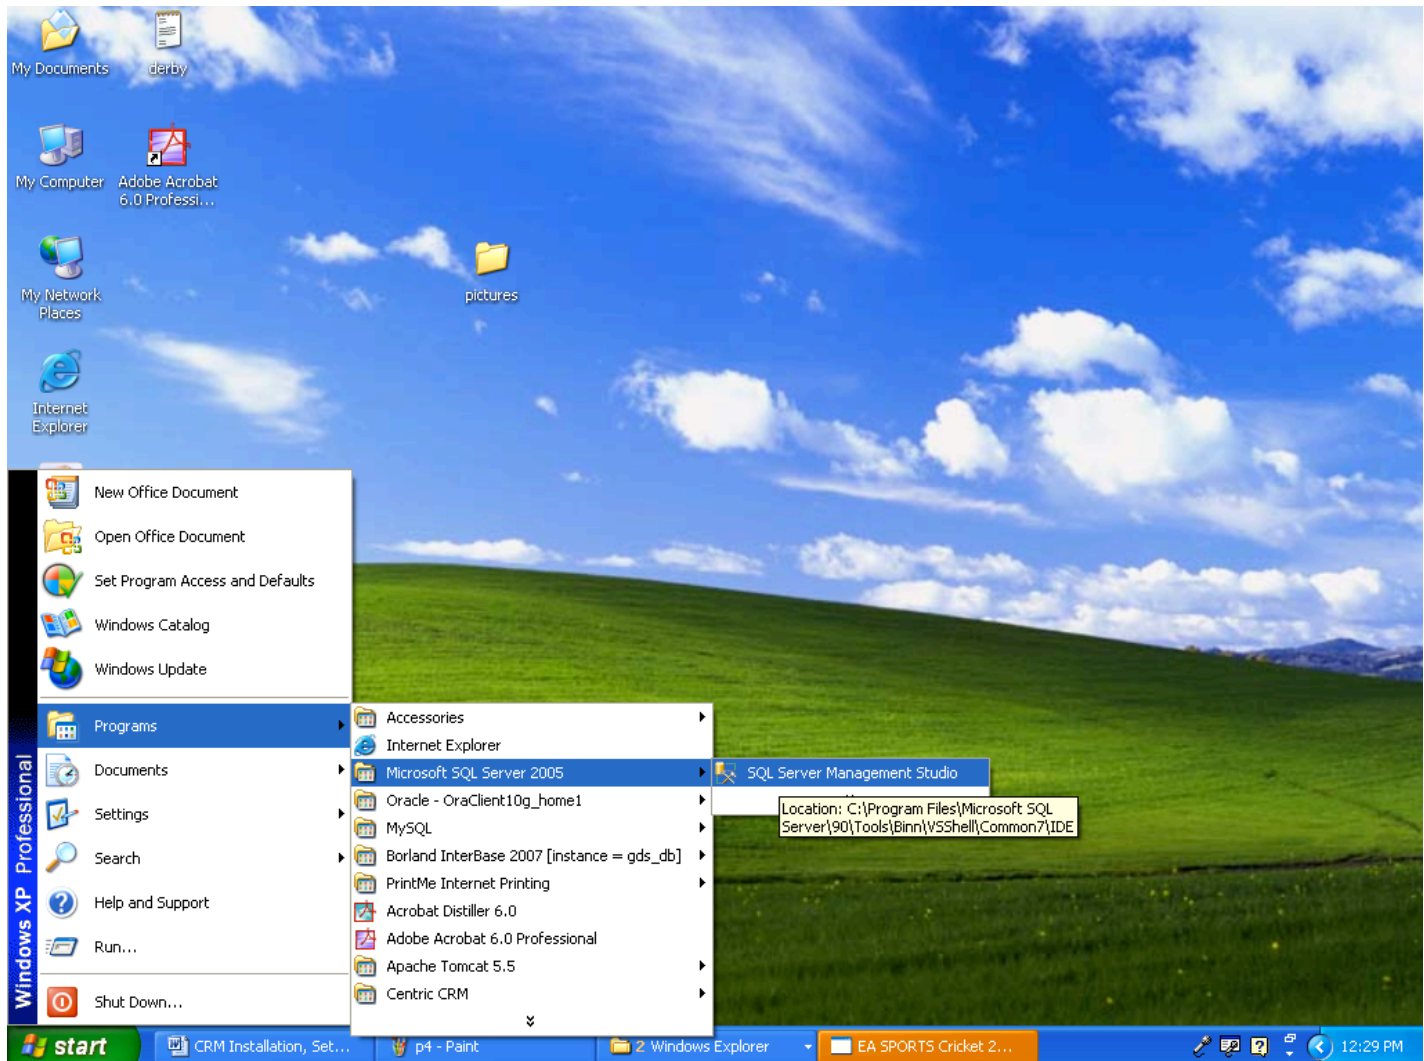 My Documents
derby
My Computer
Adobe Acrobat
6.0 Professi...
My Network
Places
pictures
Internet
Explorer
Windows XP Professional
New Office Document
Open Office Document
Set Program Access and Defaults
Windows Catalog
Windows Update
Programs
Documents
Settings
Search
Help and Support
Run...
Shut Down...
Accessories
Internet Explorer
Microsoft SQL Server 2005
Oracle - OraClient10g_home1
MySQL
Borland InterBase 2007 [instance = gds_db]
PrintMe Internet Printing
Acrobat Distiller 6.0
Adobe Acrobat 6.0 Professional
Apache Tomcat 5.5
Centric CRM
SQL Server Management Studio
Location: C:\Program Files\Microsoft SQL
Server\90\Tools\Binn\VSShell\Common7\IDE
start
CRM Installation, Set...
p4 - Paint
2 Windows Explorer
EA SPORTS Cricket 2...
12:29 PM